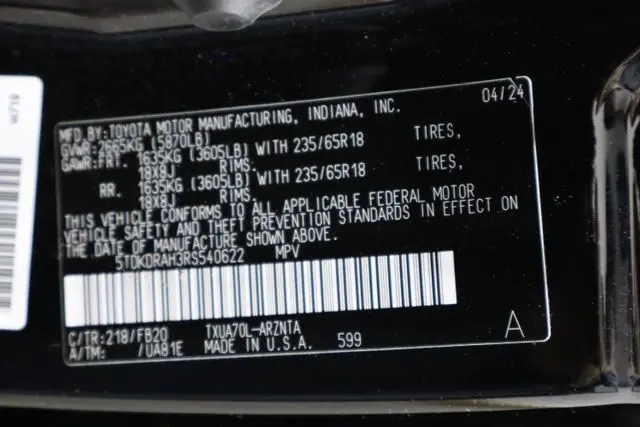 MFD.BY:TOYOTA MOTOR MANUFACTURING, INDIANA, INC. 04/24
GVWR:2665KG (5870LB)
GAWR:FRT. 1635KG (3605LB) WITH 235/65R18 TIRES,
18X8J RIMS.
RR. 1635KG (3605LB) WITH 235/65R18 TIRES,
18X8J RIMS.
THIS VEHICLE CONFORMS TO ALL APPLICABLE FEDERAL MOTOR
VEHICLE SAFETY AND THEFT PREVENTION STANDARDS IN EFFECT ON
THE DATE OF MANUFACTURE SHOWN ABOVE.
5TDKDRAH3RS540622 MPV
C/TR:218/FB20 TXUA70L-ARZNTA
A/TM: /UA81E MADE IN U.S.A. 599 A